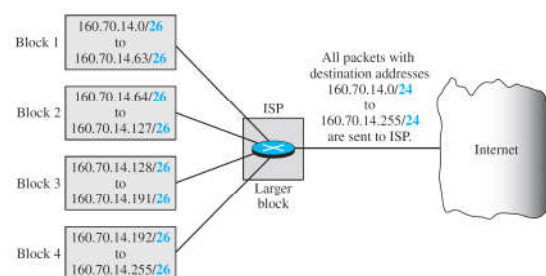 Block 1
160.70.14.0/26
to
160.70.14.63/26
Block 2
160.70.14.64/26
to
160.70.14.127/26
Block 3
160.70.14.128/26
to
160.70.14.191/26
Block 4
160.70.14.192/26
to
160.70.14.255/26
ISP
Larger
block
All packets with
destination addresses
160.70.14.0/24
to
160.70.14.255/24
are sent to ISP.
Internet